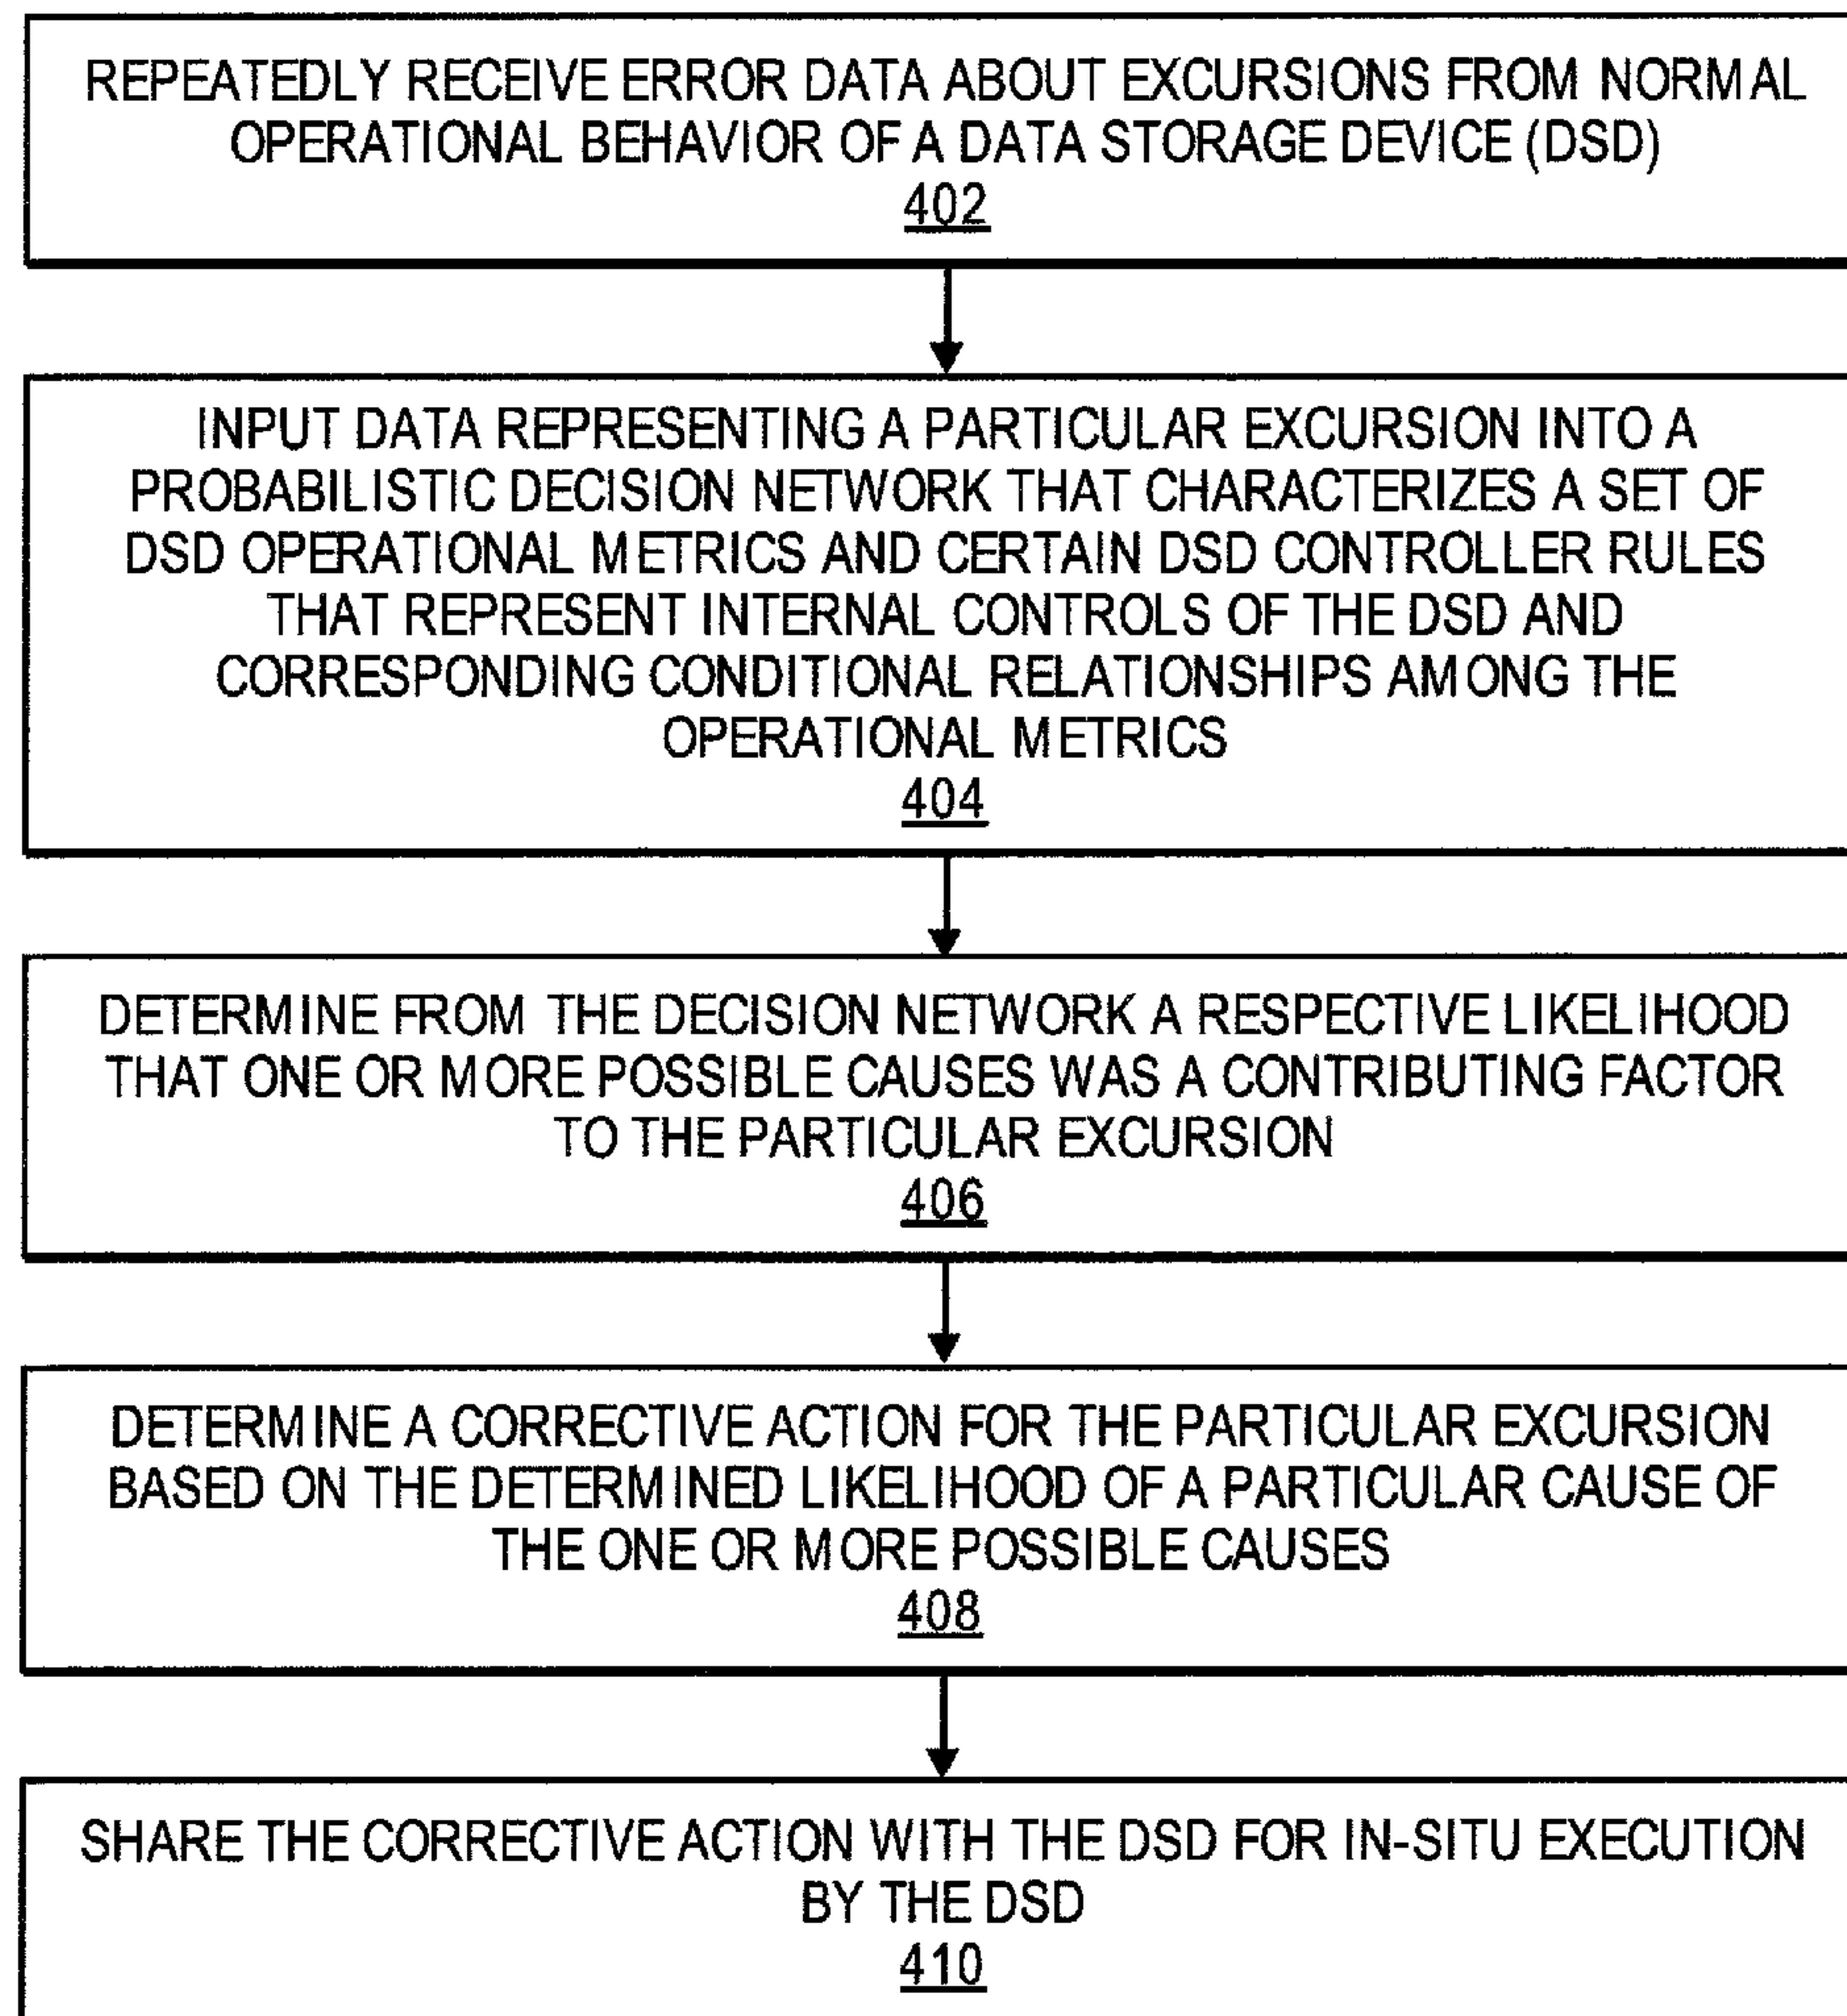 REPEATEDLY RECEIVE ERROR DATA ABOUT EXCURSIONS FROM NORMAL
OPERATIONAL BEHAVIOR OF A DATA STORAGE DEVICE (DSD)
402
INPUT DATA REPRESENTING A PARTICULAR EXCURSION INTO A
PROBABILISTIC DECISION NETWORK THAT CHARACTERIZES A SET OF
DSD OPERATIONAL METRICS AND CERTAIN DSD CONTROLLER RULES
THAT REPRESENT INTERNAL CONTROLS OF THE DSD AND
CORRESPONDING CONDITIONAL RELATIONSHIPS AMONG THE
OPERATIONAL METRICS
404
DETERMINE FROM THE DECISION NETWORK A RESPECTIVE LIKELIHOOD
THAT ONE OR MORE POSSIBLE CAUSES WAS A CONTRIBUTING FACTOR
TO THE PARTICULAR EXCURSION
406
DETERMINE A CORRECTIVE ACTION FOR THE PARTICULAR EXCURSION
BASED ON THE DETERMINED LIKELIHOOD OF A PARTICULAR CAUSE OF
THE ONE OR MORE POSSIBLE CAUSES
408
SHARE THE CORRECTIVE ACTION WITH THE DSD FOR IN-SITU EXECUTION
BY THE DSD
410